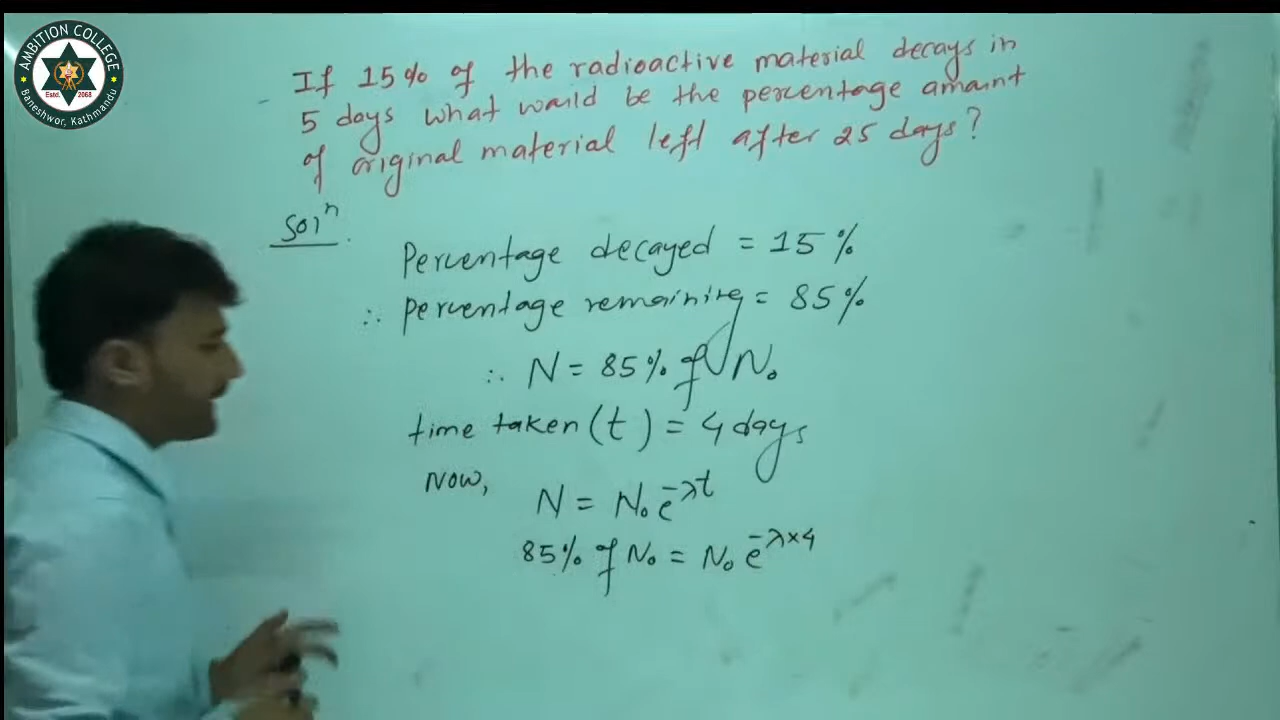 AMBITION COLLEGE
Estd. 2068
Baneshwor, Kathmandu
If 15% of the radioactive material decays in
5 days what would be the percentage amount
of original material left after 25 days?
Solⁿ
Percentage decayed = 15%
∴ percentage remaining = 85%
∴ N = 85% of N₀
time taken (t) = 4 days
Now,
N = N₀ e^-λt
85% of N₀ = N₀ e^-λ×4